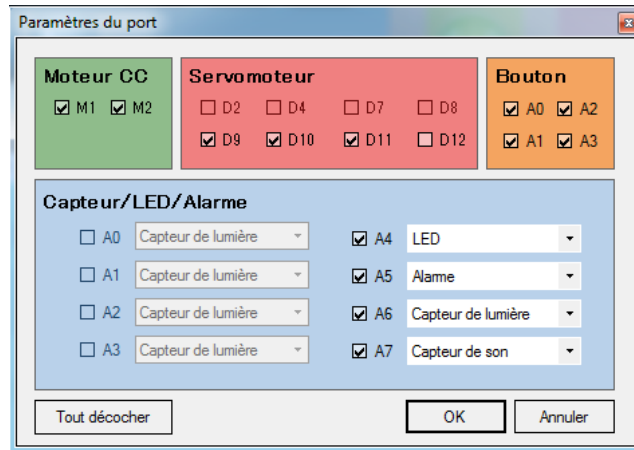 Paramètres du port
Moteur CC
M1 M2
Servomoteur
D2 D4 D7 D8
D9 D10 D11 D12
Bouton
A0 A2
A1 A3
Capteur/LED/Alarme
A0 Capteur de lumière
A1 Capteur de lumière
A2 Capteur de lumière
A3 Capteur de lumière
A4 LED
A5 Alarme
A6 Capteur de lumière
A7 Capteur de son
Tout décocher
OK
Annuler